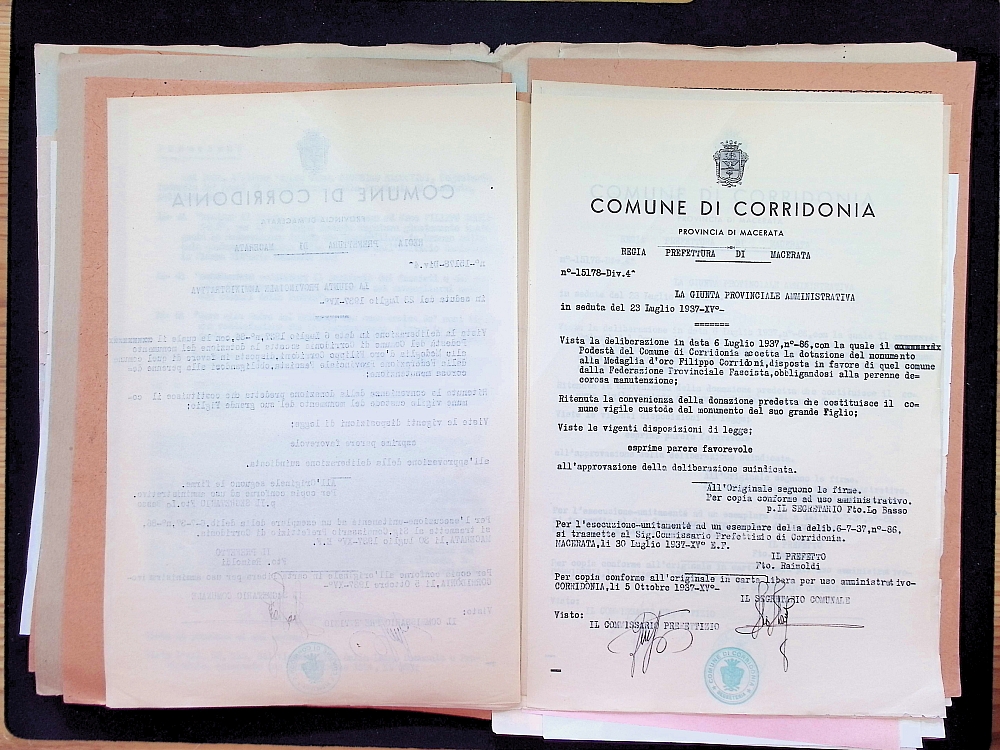 COMUNE DI CORRIDONIA
PROVINCIA DI MACERATA
REGIA PREFETTURA DI MACERATA
n°-15178-Div.4^
LA GIUNTA PROVINCIALE AMMINISTRATIVA
in seduta del 23 Luglio 1937-XV°-
=======
Vista la deliberazione in data 6 Luglio 1937,n°-86,con la quale il
Podestà del Comune di Corridonia accetta la dotazione del monumento
alla Medaglia d'oro Filippo Corridoni,disposta in favore di quel comune
dalla Federazione Provinciale Fascista,obbligandosi alla perenne de-
corosa manutenzione;
Ritenuta la convenienza della donazione predetta che costituisce il co-
mune vigile custode del monumento del suo grande Figlio;
Viste le vigenti disposizioni di legge;
esprime parere favorevole
all'approvazione della deliberazione suindicata.
All'Originale seguono le firme.
Per copia conforme ad uso amministrativo.
p.IL SEGRETARIO Fto.Lo Basso
Per l'esecuzione-unitamente ad un esemplare della delib.6-7-37,n°-86,
si trasmette al Sig.Commissario Prefettizio di Corridonia.
MACERATA,li 30 Luglio 1937-XV° E.F.
IL PREFETTO
Fto. Raimoldi
Per copia conforme all'originale in carta libera per uso amministrativo-
CORRIDONIA,li 5 Ottobre 1937-XV°-
IL SEGRETARIO COMUNALE
Visto:
IL COMMISSARIO PREFETTIZIO
COMUNE DI CORRIDONIA
MACERATA